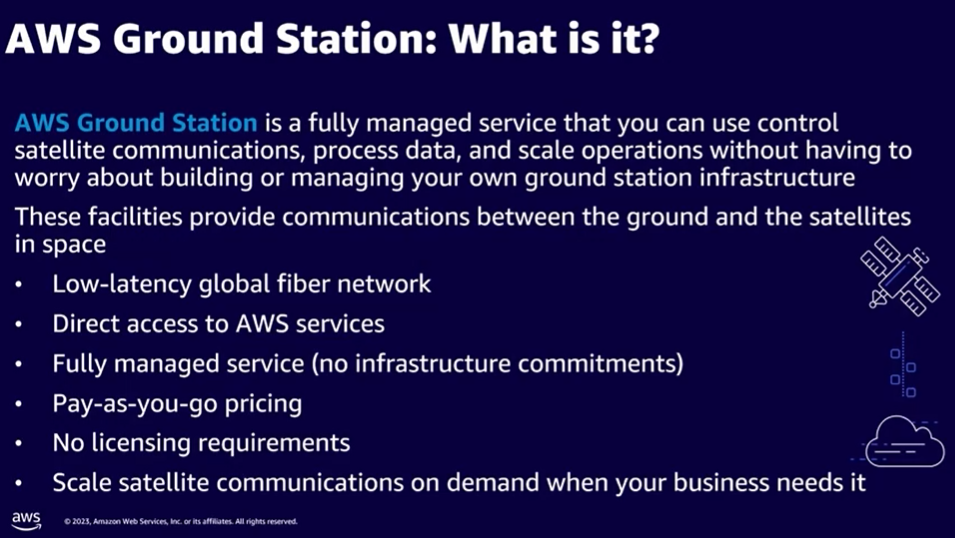 AWS Ground Station: What is it?
AWS Ground Station is a fully managed service that you can use control
satellite communications, process data, and scale operations without having to
worry about building or managing your own ground station infrastructure
These facilities provide communications between the ground and the satellites
in space
• Low-latency global fiber network
• Direct access to AWS services
• Fully managed service (no infrastructure commitments)
• Pay-as-you-go pricing
• No licensing requirements
• Scale satellite communications on demand when your business needs it
aws
© 2023, Amazon Web Services, Inc. or its affiliates. All rights reserved.